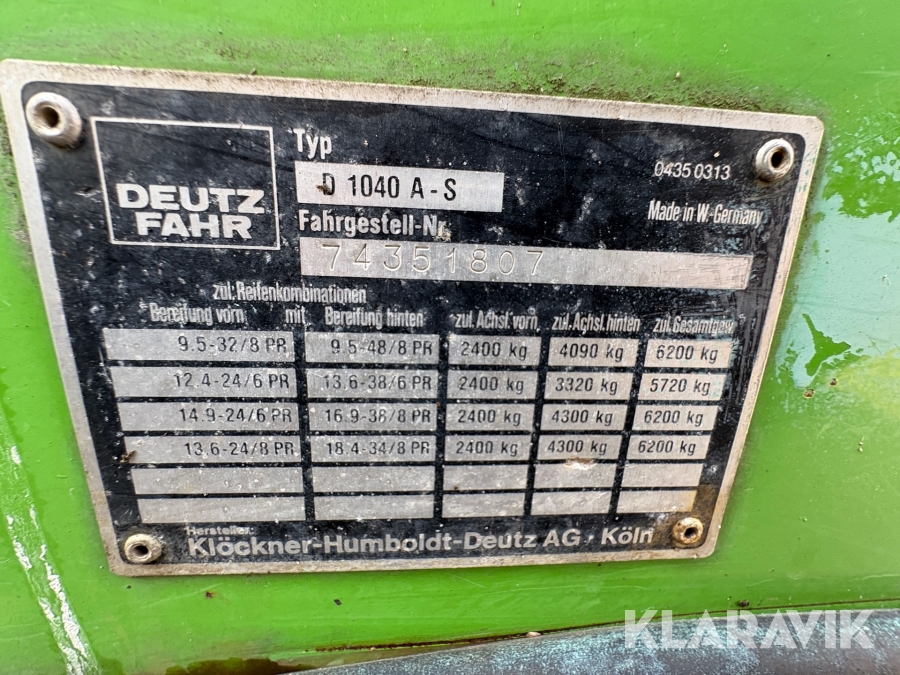 DEUTZ
FAHR
Typ
D 1040 A-S
Fahrgestell-Nr.
74351807
0435 0313
Made in W.-Germany
zul. Reifenkombinationen
Bereifung vorn mit Bereifung hinten zul. Achsl. vorn zul. Achsl. hinten zul. Gesamtgew.
9.5-32/8 PR 9.5-48/8 PR 2400 kg 4090 kg 6200 kg
12.4-24/6 PR 13.6-38/6 PR 2400 kg 3320 kg 5720 kg
14.9-24/6 PR 16.9-38/8 PR 2400 kg 4300 kg 6200 kg
13.6-24/8 PR 18.4-34/8 PR 2400 kg 4300 kg 6200 kg
Hersteller:
Klöckner-Humboldt-Deutz AG · Köln
KLARAVIK